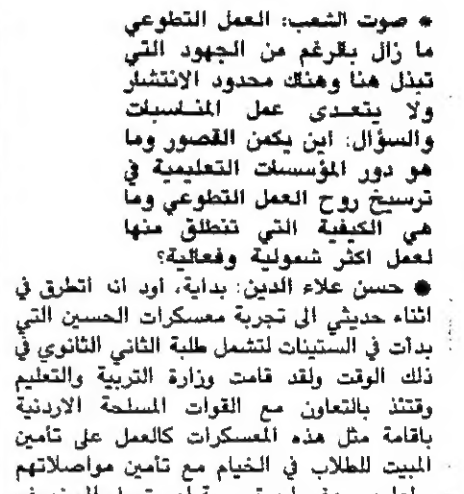 * صوت الشعب: العمل التطوعي
ما زال بالرغم من الجهود التي
تبذل هنا وهناك محدود الانتشار
ولا يتعدى عمل المناسبات
والسؤال: اين يكمن القصور وما
هو دور المؤسسات التعليمية في
ترسيخ روح العمل التطوعي وما
هي الكيفية التي تنطلق منها
لعمل اكثر شمولية وفعالية؟
● حسن علاء الدين: بداية، أود ان اتطرق في
اثناء حديثي الى تجربة معسكرات الحسين التي
بدأت في الستينات لتشمل طلبة الثاني الثانوي في
ذلك الوقت ولقد قامت وزارة التربية والتعليم
وقتئذ بالتعاون مع القوات المسلحة الاردنية
باقامة مثل هذه المعسكرات كالعمل على تأمين
المبيت للطلاب في الخيام مع تأمين مواصلاتهم